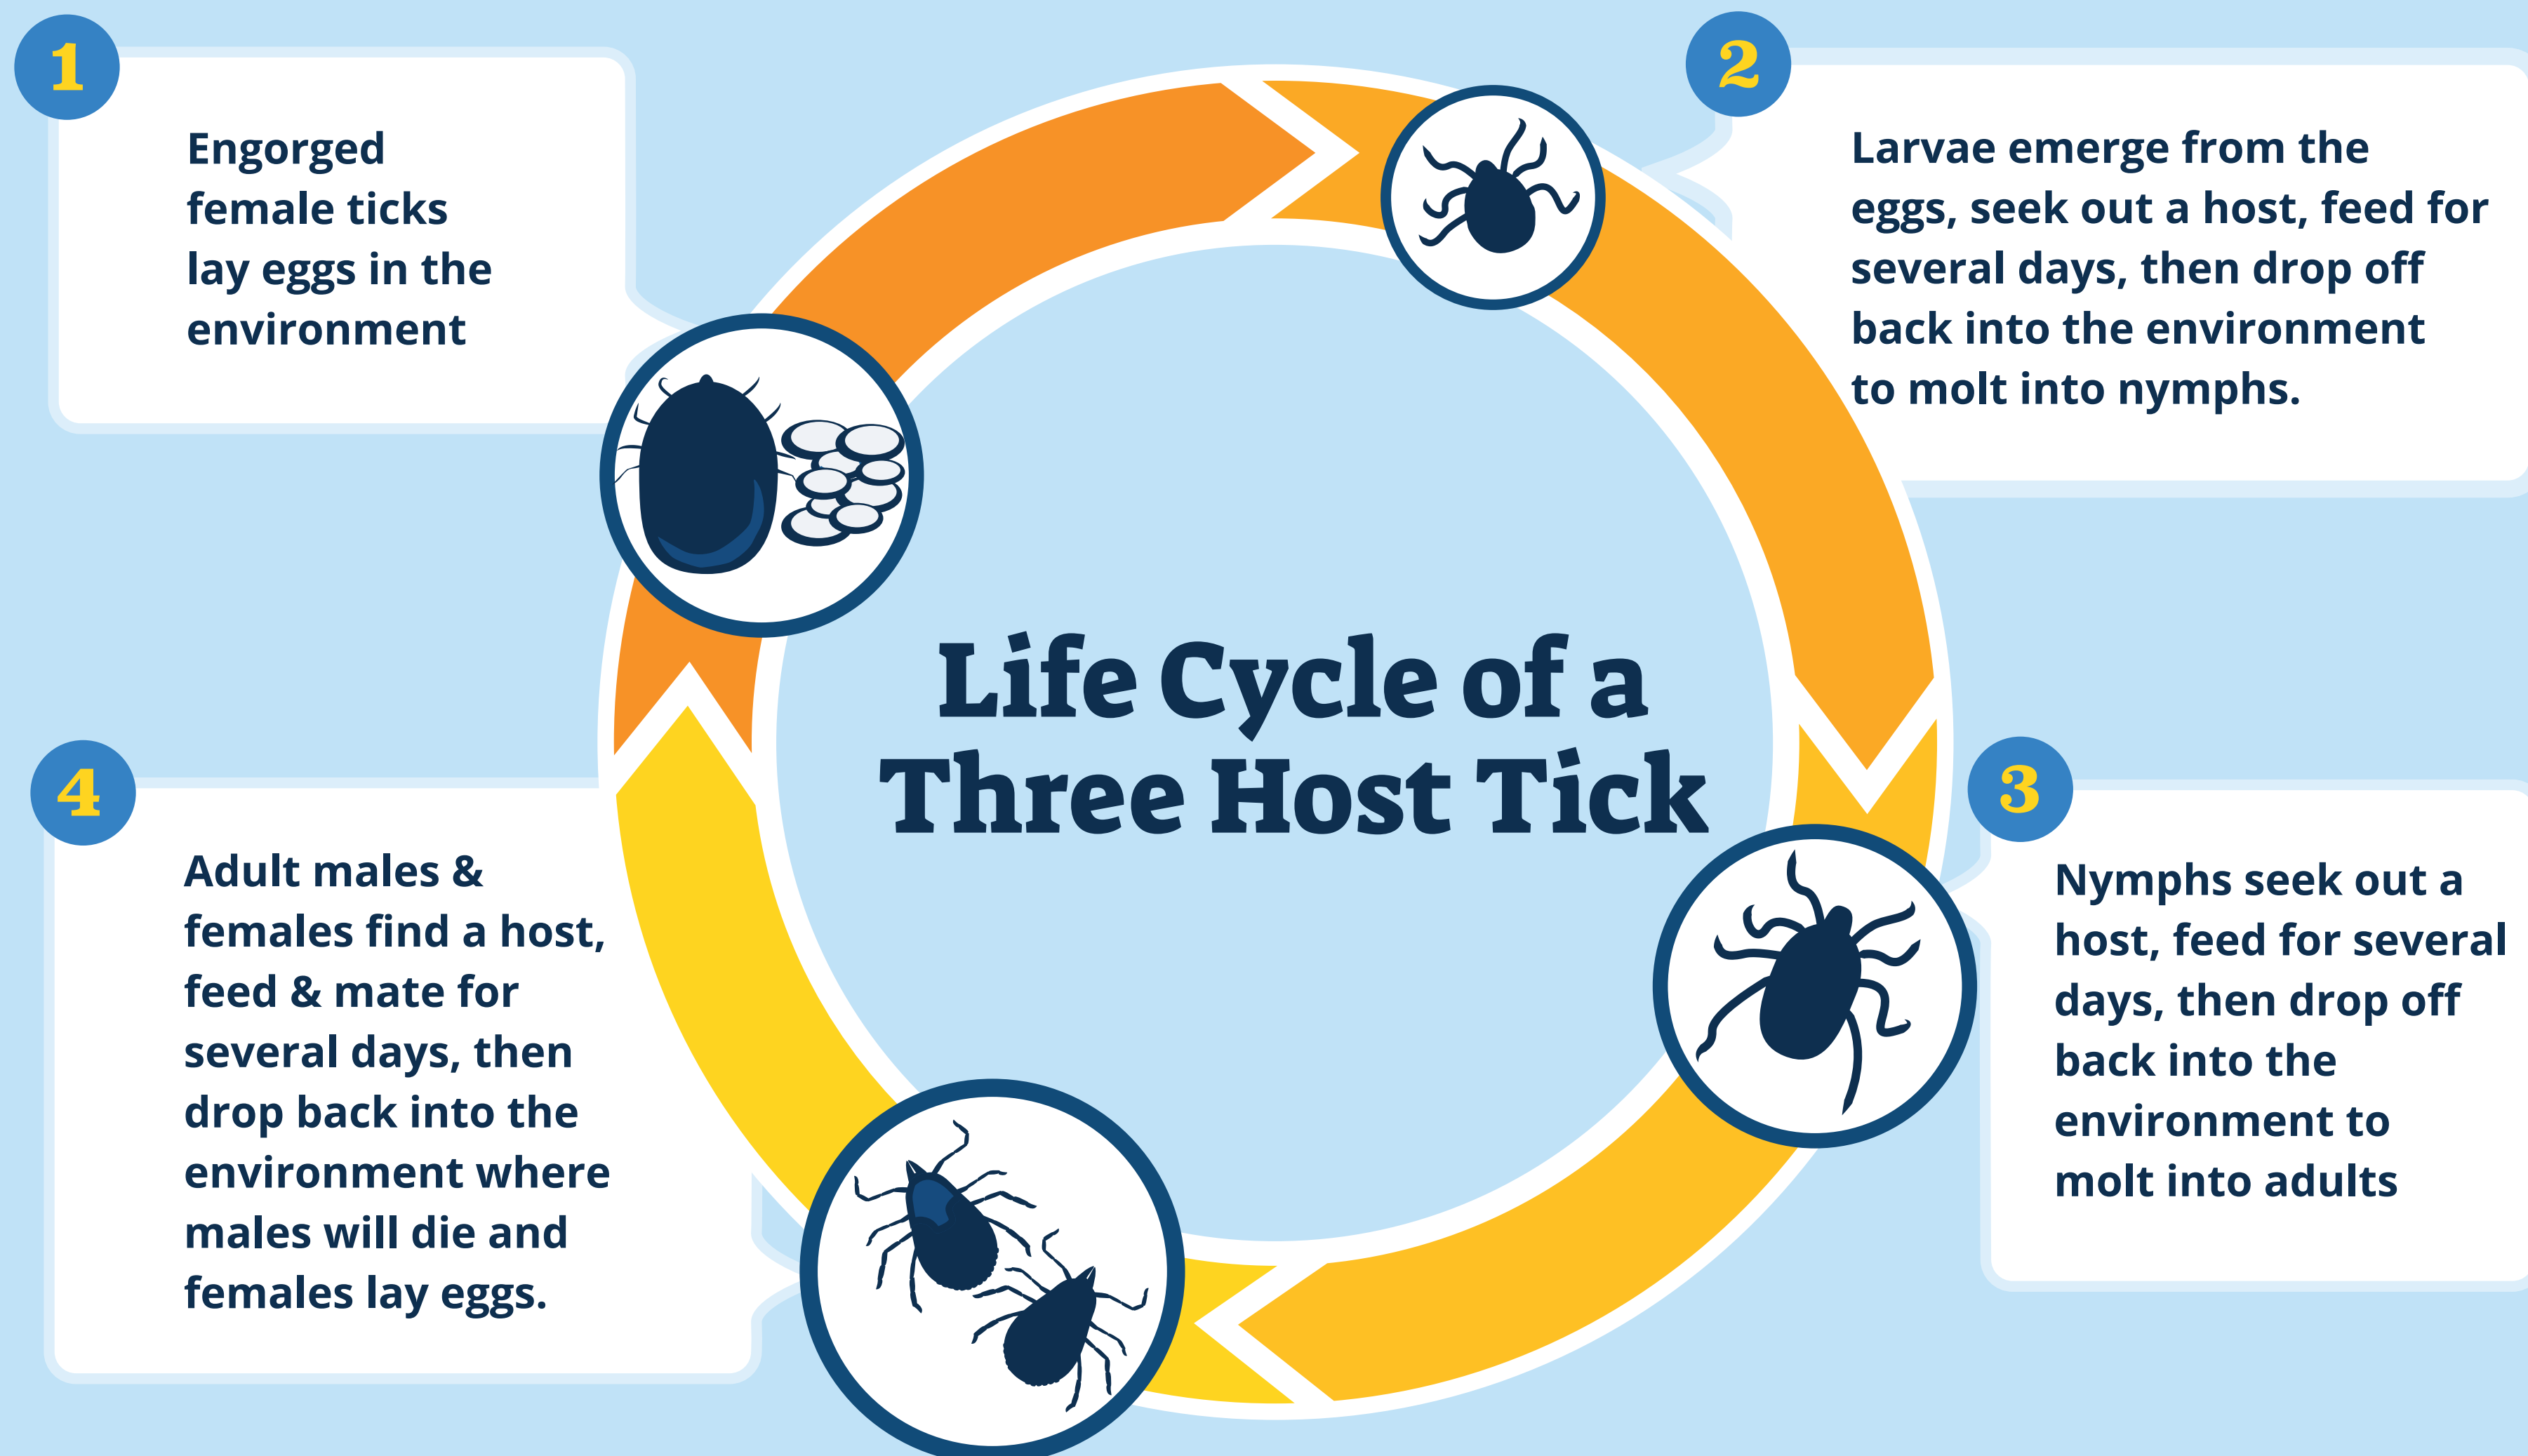 1
Engorged
female ticks
lay eggs in the
environment
2
Larvae emerge from the
eggs, seek out a host, feed for
several days, then drop off
back into the environment
to molt into nymphs.
Life Cycle of a
Three Host Tick
3
Nymphs seek out a
host, feed for several
days, then drop off
back into the
environment to
molt into adults
4
Adult males &
females find a host,
feed & mate for
several days, then
drop back into the
environment where
males will die and
females lay eggs.